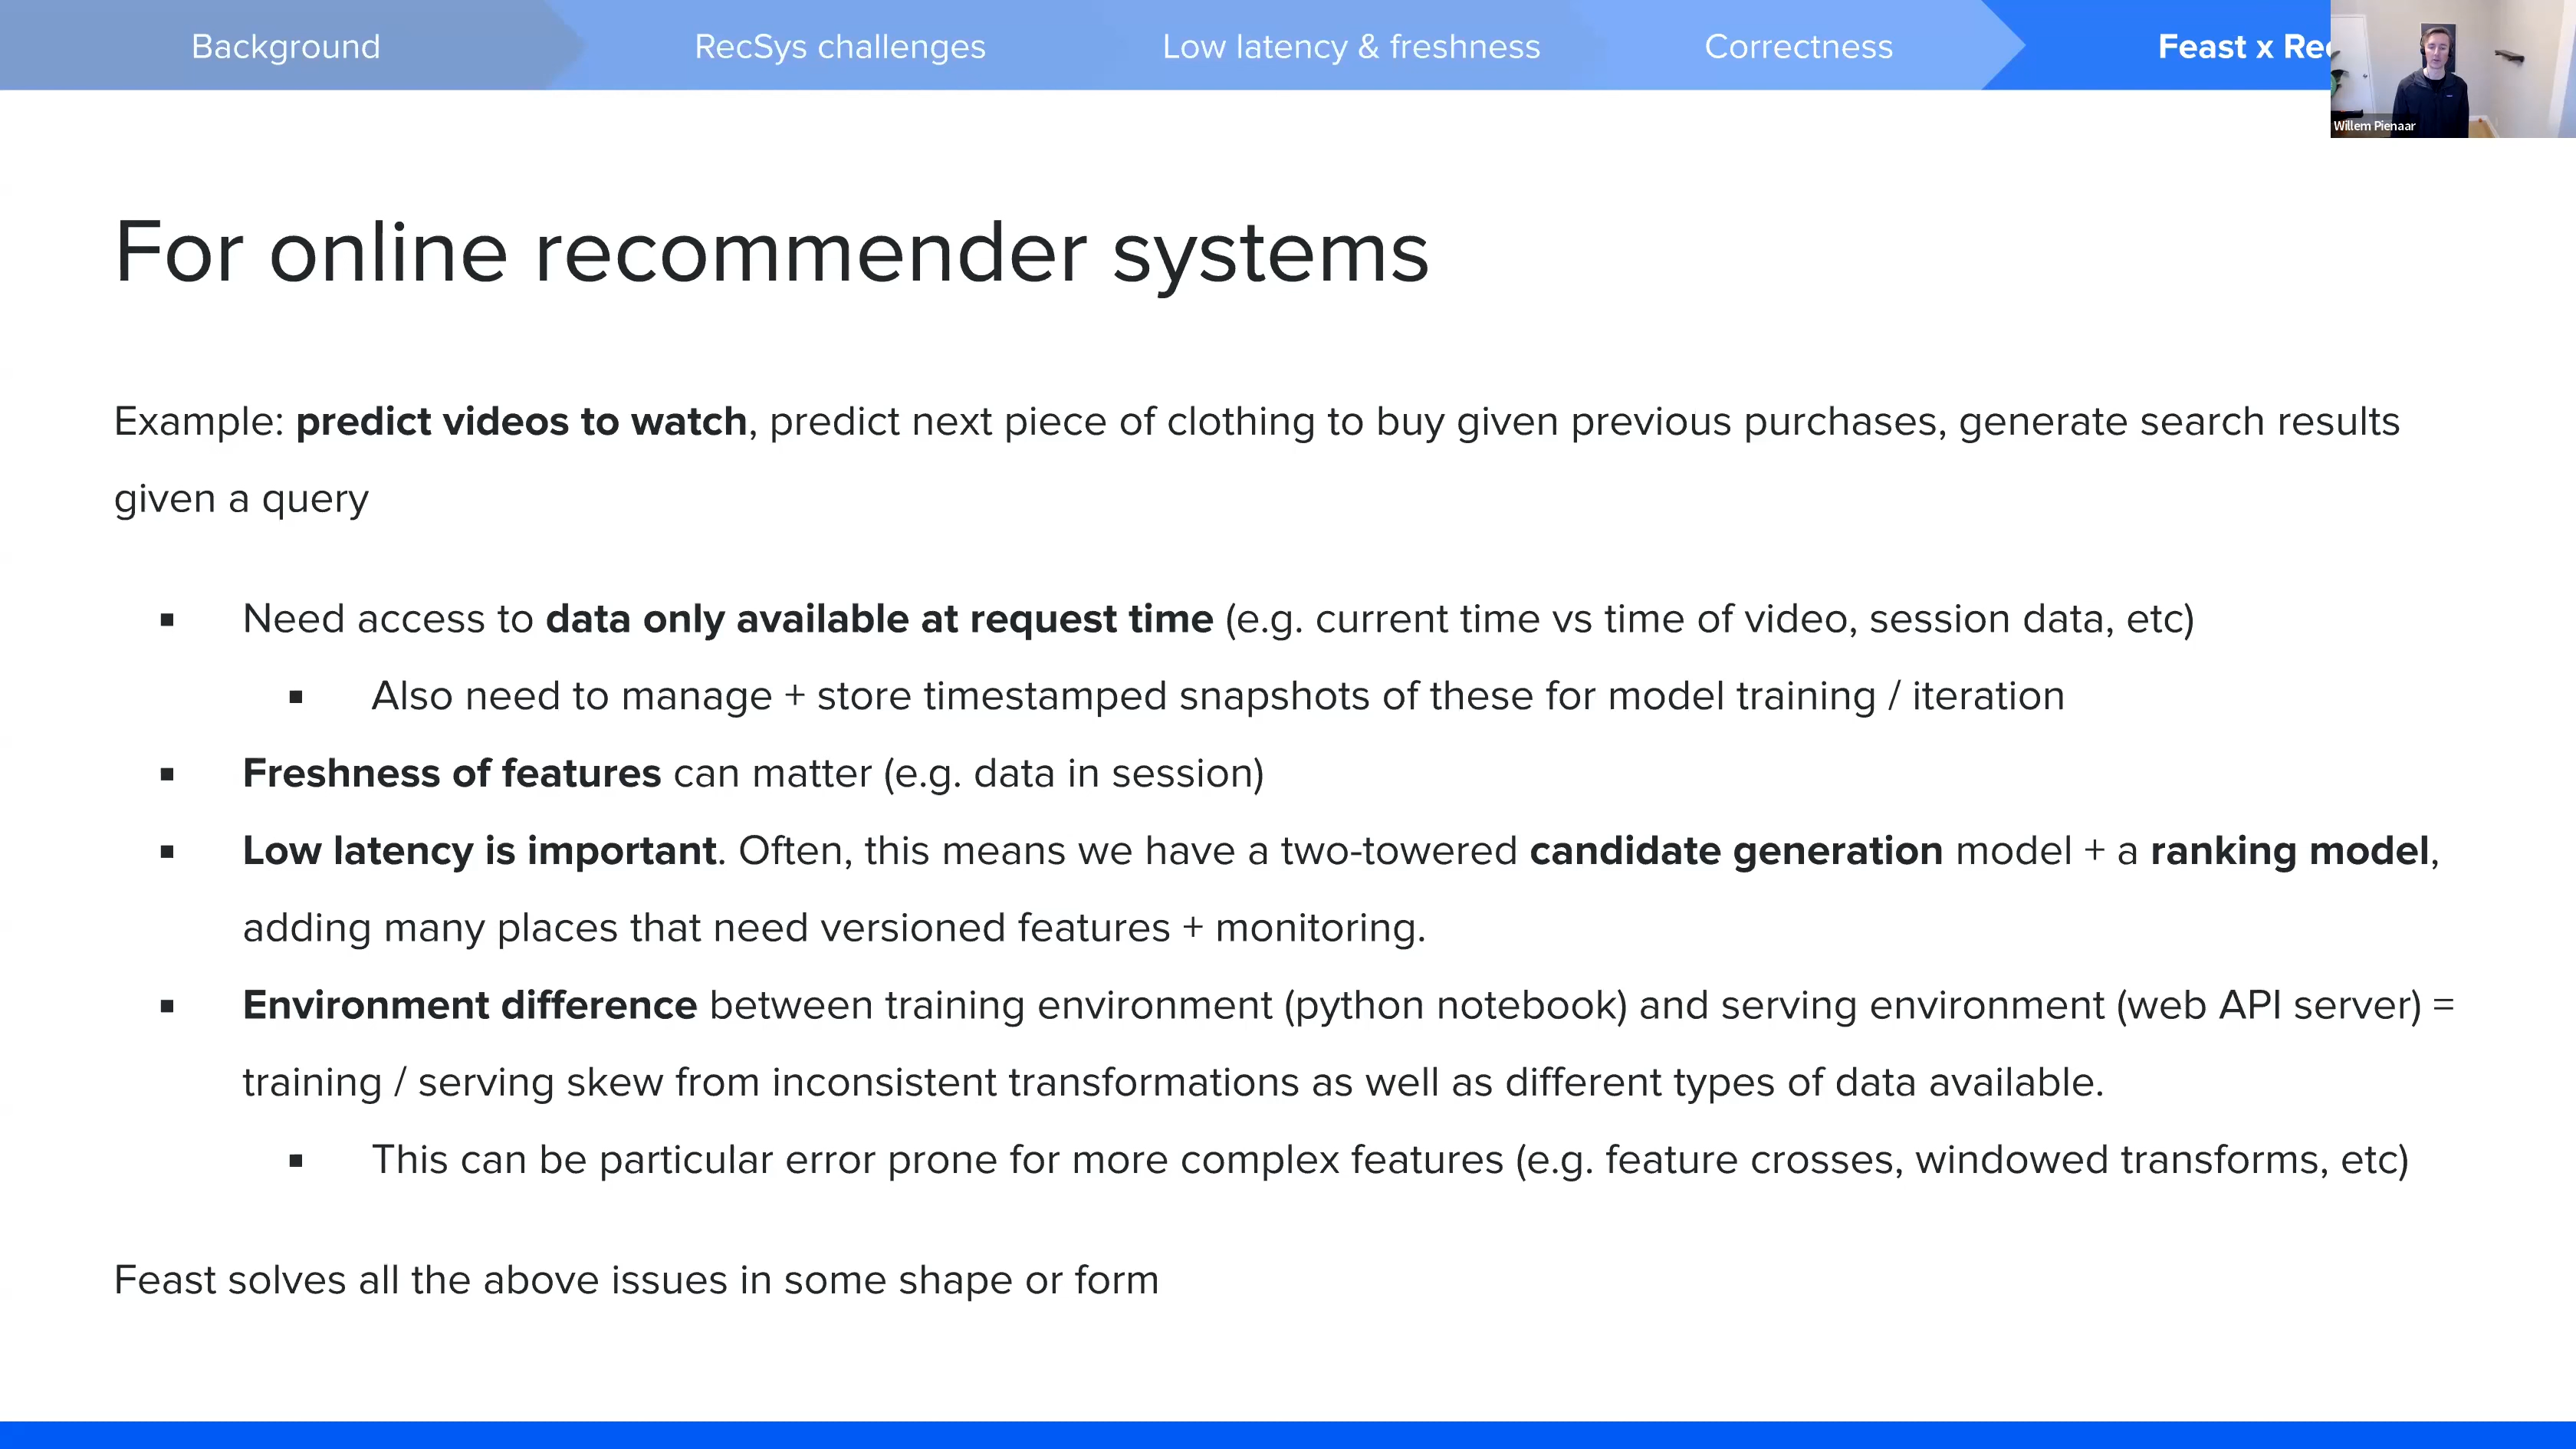 Background
RecSys challenges
Low latency & freshness
Correctness
Feast x
Willem Pienaar
For online recommender systems
Example: predict videos to watch, predict next piece of clothing to buy given previous purchases, generate search results
given a query
▪ Need access to data only available at request time (e.g. current time vs time of video, session data, etc)
▪ Also need to manage + store timestamped snapshots of these for model training / iteration
▪ Freshness of features can matter (e.g. data in session)
▪ Low latency is important. Often, this means we have a two-towered candidate generation model + a ranking model,
adding many places that need versioned features + monitoring.
▪ Environment difference between training environment (python notebook) and serving environment (web API server) =
training / serving skew from inconsistent transformations as well as different types of data available.
▪ This can be particular error prone for more complex features (e.g. feature crosses, windowed transforms, etc)
Feast solves all the above issues in some shape or form